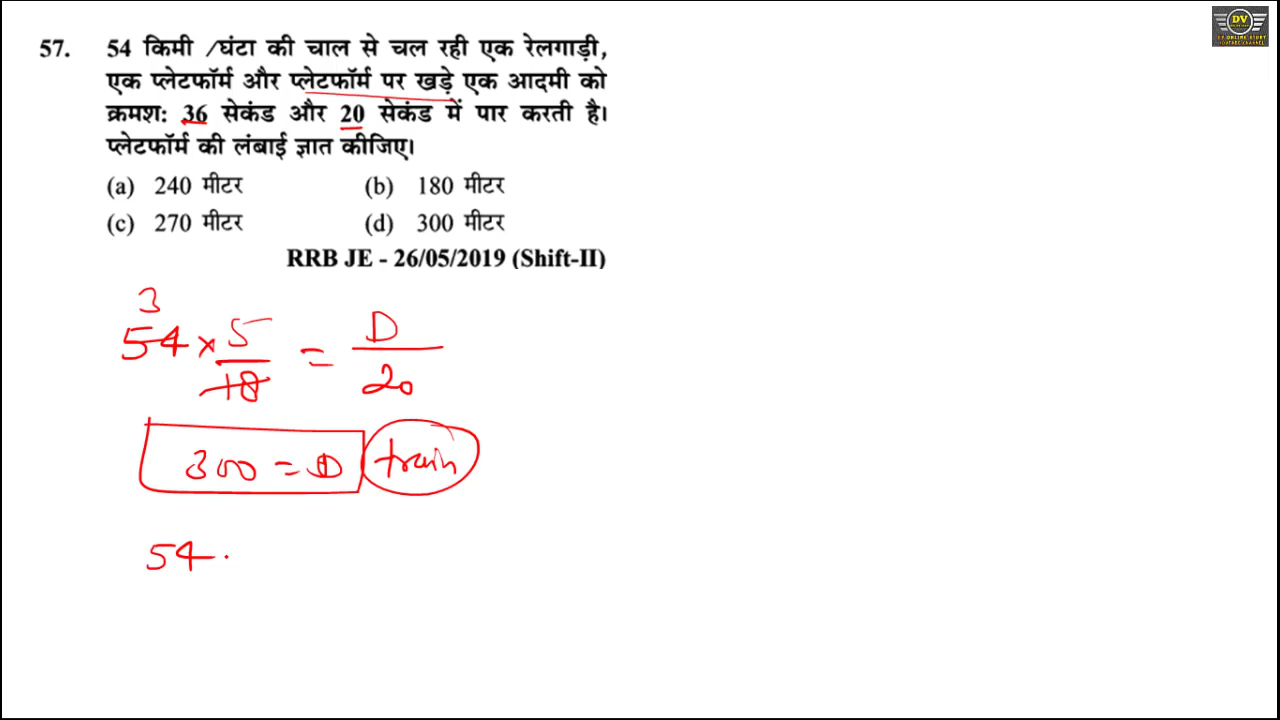 57. 54 किमी /घंटा की चाल से चल रही एक रेलगाड़ी,
एक प्लेटफॉर्म और प्लेटफॉर्म पर खड़े एक आदमी को
क्रमश: 36 सेकंड और 20 सेकंड में पार करती है।
प्लेटफॉर्म की लंबाई ज्ञात कीजिए।
(a) 240 मीटर (b) 180 मीटर
(c) 270 मीटर (d) 300 मीटर
RRB JE - 26/05/2019 (Shift-II)
3
54 × 5/18 = D/20
300 = D train
54 .
DV